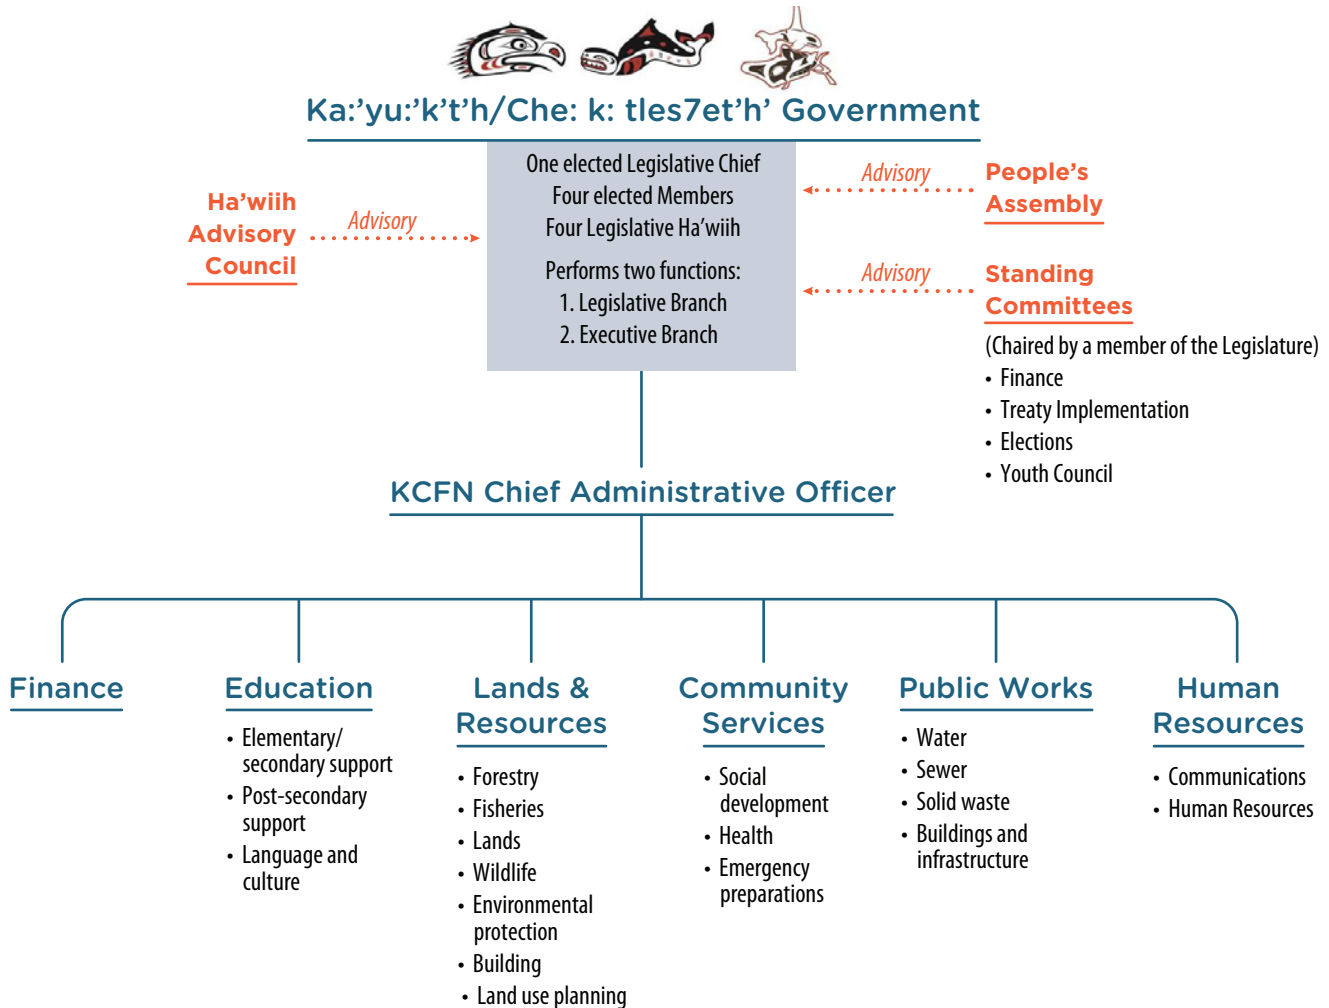 Ka:’yu:’k’t’h/Che: k: tles7et’h’ Government
One elected Legislative Chief
Four elected Members
Four Legislative Ha’wiih
Performs two functions:
1. Legislative Branch
2. Executive Branch
Ha’wiih
Advisory
Council
Advisory
Advisory
People’s
Assembly
Advisory
Standing
Committees
(Chaired by a member of the Legislature)
• Finance
• Treaty Implementation
• Elections
• Youth Council
KCFN Chief Administrative Officer
Finance
Education
• Elementary/
secondary support
• Post-secondary
support
• Language and
culture
Lands &
Resources
• Forestry
• Fisheries
• Lands
• Wildlife
• Environmental
protection
• Building
• Land use planning
Community
Services
• Social
development
• Health
• Emergency
preparations
Public Works
• Water
• Sewer
• Solid waste
• Buildings and
infrastructure
Human
Resources
• Communications
• Human Resources